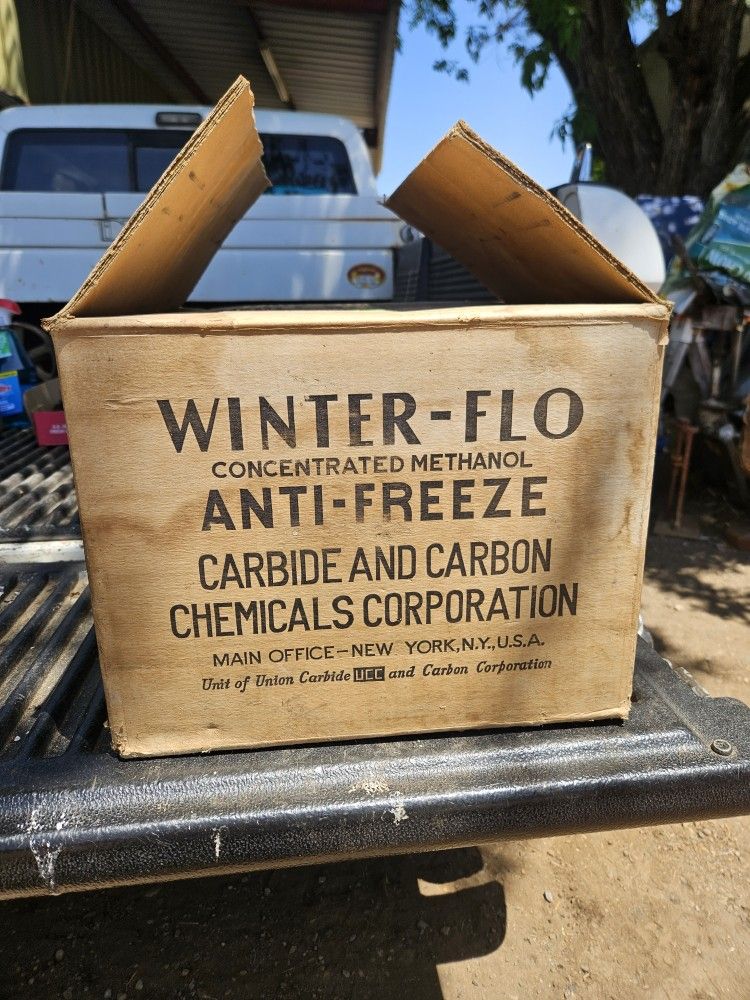 WINTER-FLO
CONCENTRATED METHANOL
ANTI-FREEZE
CARBIDE AND CARBON
CHEMICALS CORPORATION
MAIN OFFICE-NEW YORK,N.Y.,U.S.A.
Unit of Union Carbide UCC and Carbon Corporation